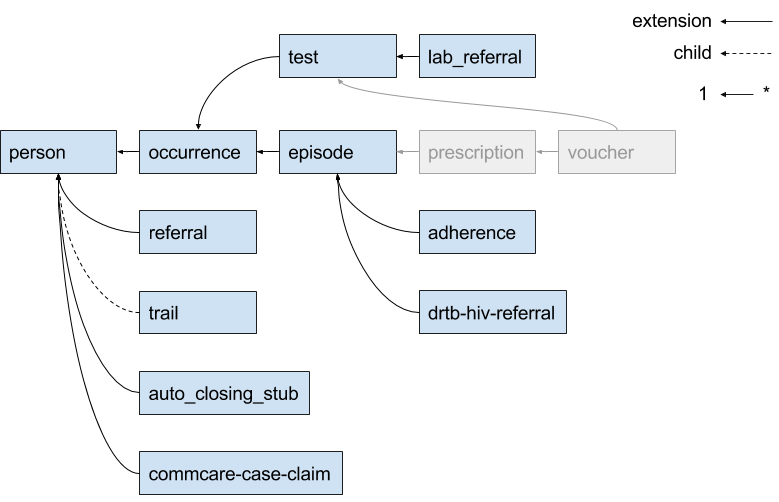 extension
child
1 *
test
lab_referral
person
occurrence
episode
prescription
voucher
referral
adherence
trail
drtb-hiv-referral
auto_closing_stub
commcare-case-claim